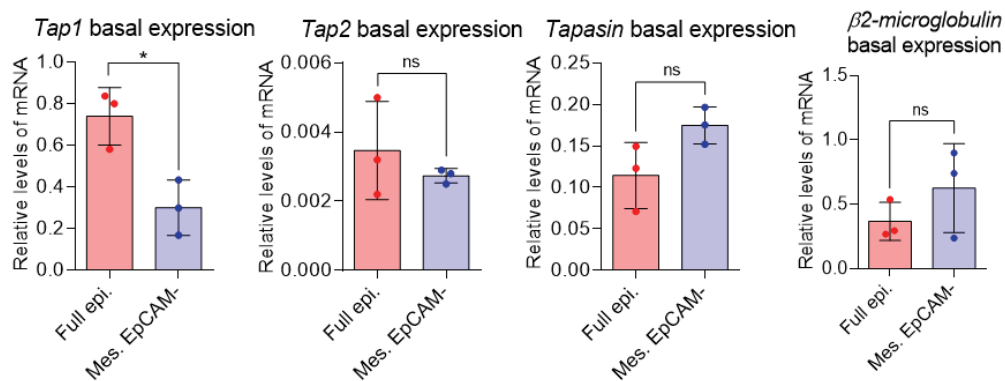 Tap1 basal expression
Relative levels of mRNA
1.0
0.8
0.6
0.4
0.2
0.0
*
Full epi.
Mes. EpCAM-
Tap2 basal expression
Relative levels of mRNA
0.006
0.004
0.002
0.000
ns
Full epi.
Mes. EpCAM-
Tapasin basal expression
Relative levels of mRNA
0.25
0.20
0.15
0.10
0.05
0.00
ns
Full epi.
Mes. EpCAM-
β2-microglobulin
basal expression
Relative levels of mRNA
1.5
1.0
0.5
0.0
ns
Full epi.
Mes. EpCAM-